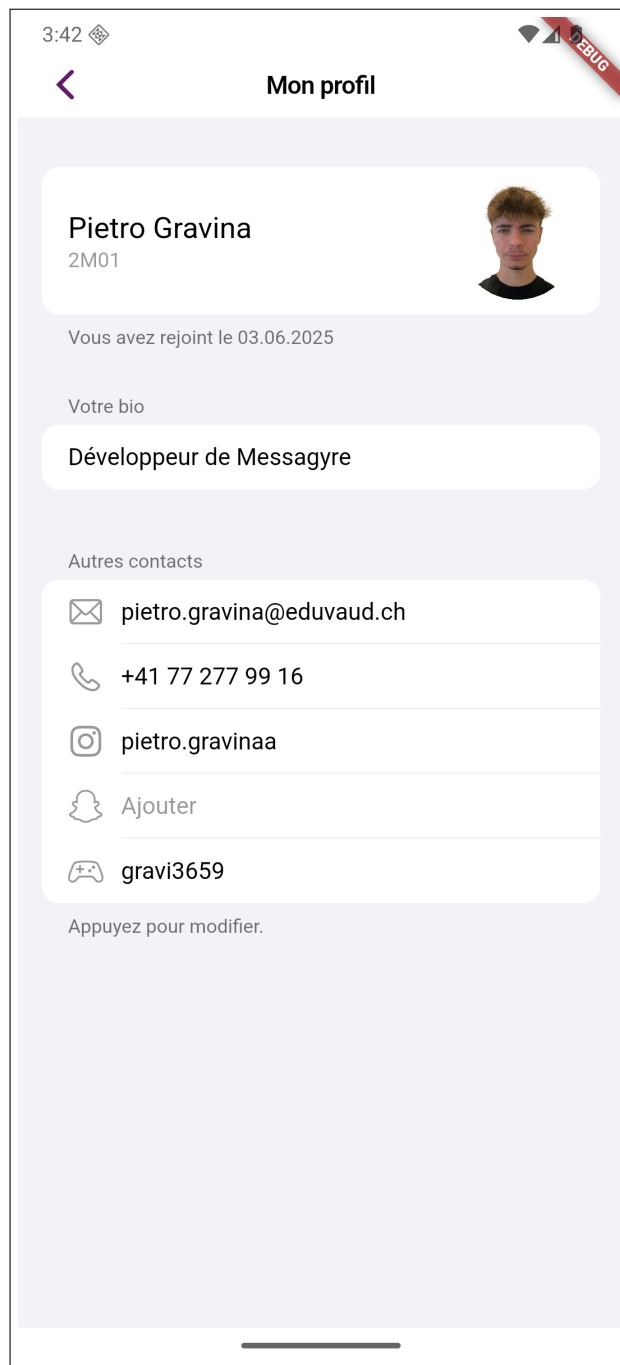 3:42
DEBUG
Mon profil
Pietro Gravina
2M01
Vous avez rejoint le 03.06.2025
Votre bio
Développeur de Messagyre
Autres contacts
pietro.gravina@eduvaud.ch
+41 77 277 99 16
pietro.gravinaa
Ajouter
gravi3659
Appuyez pour modifier.